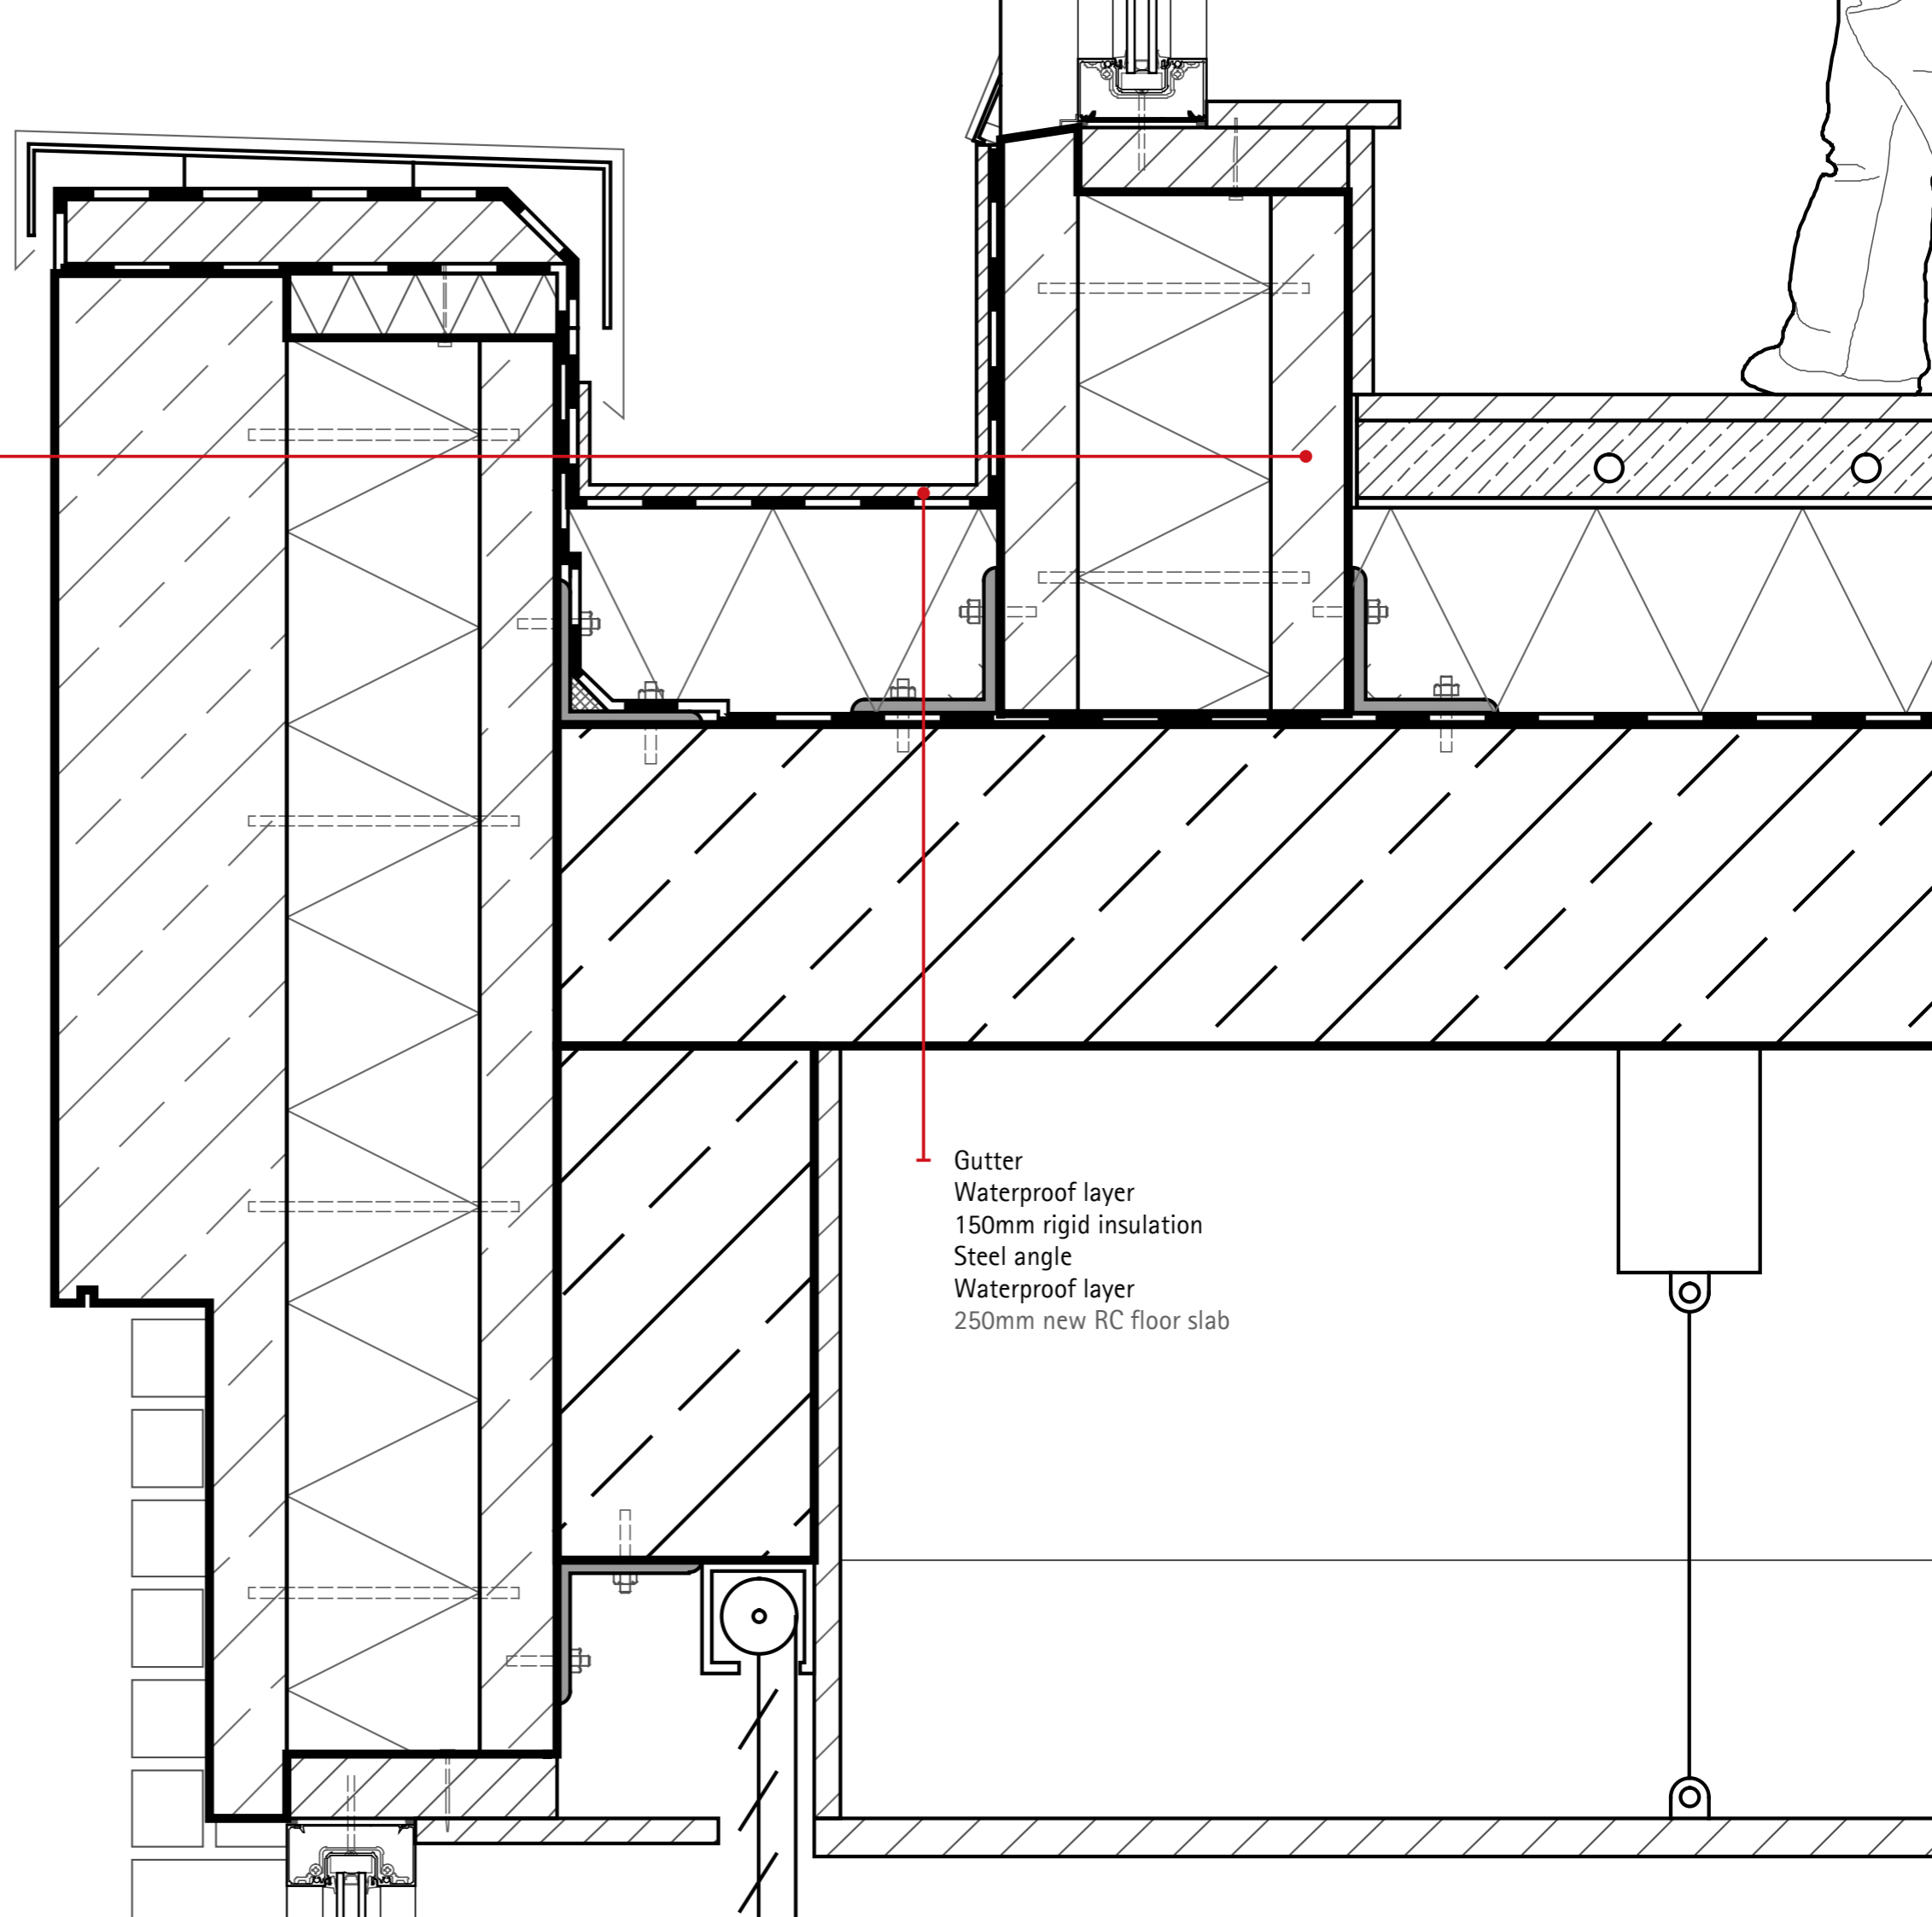 Gutter
Waterproof layer
150mm rigid insulation
Steel angle
Waterproof layer
250mm new RC floor slab